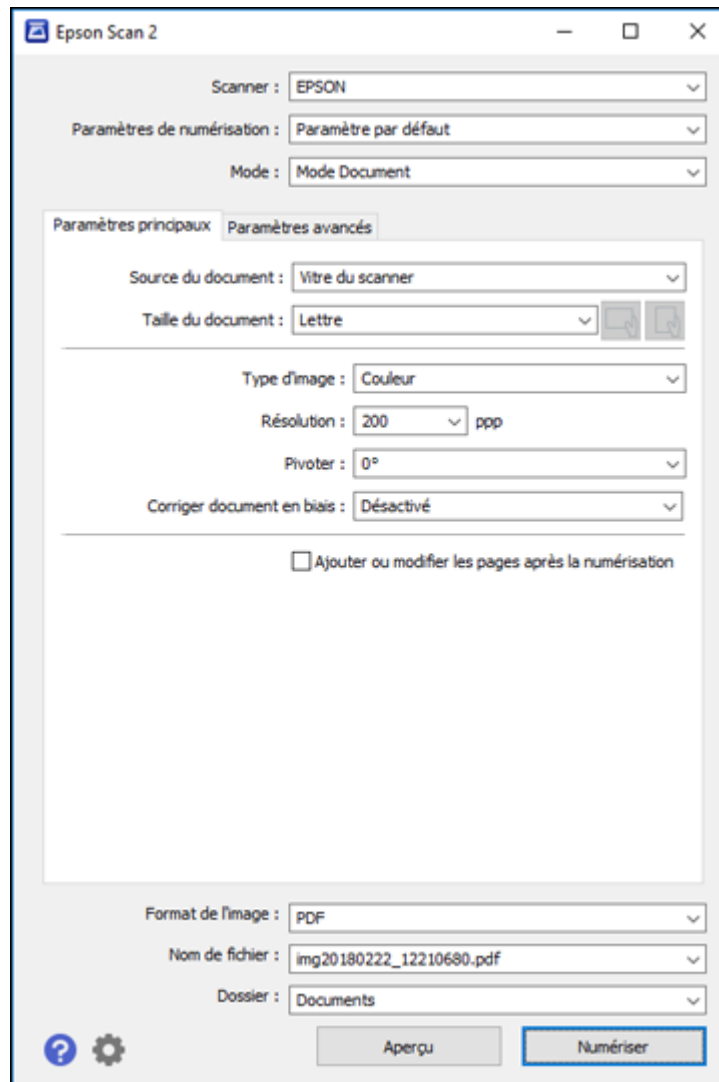 Epson Scan 2
Scanner : EPSON
Paramètres de numérisation : Paramètre par défaut
Mode : Mode Document
Paramètres principaux Paramètres avancés
Source du document : Vitre du scanner
Taille du document : Lettre
Type d'image : Couleur
Résolution : 200 ppp
Pivoter : 0°
Corriger document en biais : Désactivé
Ajouter ou modifier les pages après la numérisation
Format de l'image : PDF
Nom de fichier : img20180222_12210680.pdf
Dossier : Documents
? Aperçu Numériser